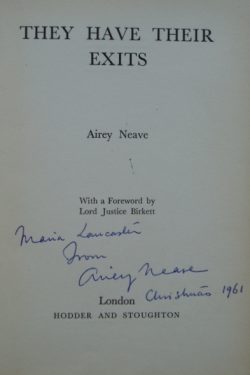 THEY HAVE THEIR
EXITS
Airey Neave
With a Foreword by
Lord Justice Birkett
Maria Lancaster
from
Airey Neave
Christmas 1961
London
HODDER AND STOUGHTON